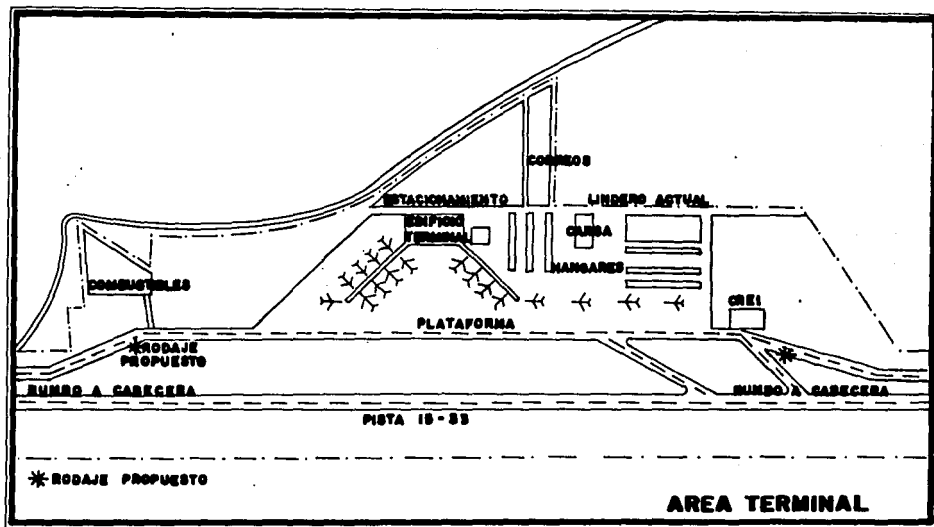 CORREOS
ESTACIONAMIENTO
LINDERO ACTUAL
EDIFICIO
TERMINAL
CARGA
HANGARES
COMBUSTIBLES
CREI
PLATAFORMA
RODAJE
PROPUESTO
RUMBO A CABECERA
RUMBO A CABECERA
PISTA 15-33
RODAJE PROPUESTO
AREA TERMINAL